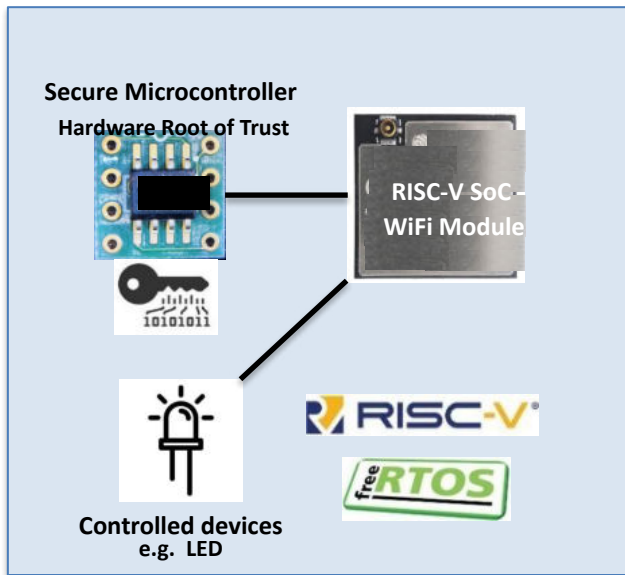 Secure Microcontroller
Hardware Root of Trust
RISC-V SoC –
WiFi Module
10101011
RISC-V®
free RTOS
Controlled devices
e.g. LED